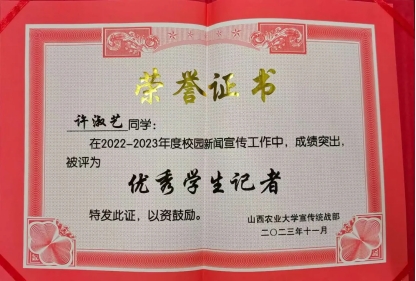 荣誉证书
许淑艺同学：
在2022-2023年度校园新闻宣传工作中，成绩突出，
被评为
优秀学生记者
特发此证，以资鼓励。
山西农业大学宣传统战部
二〇二三年十一月